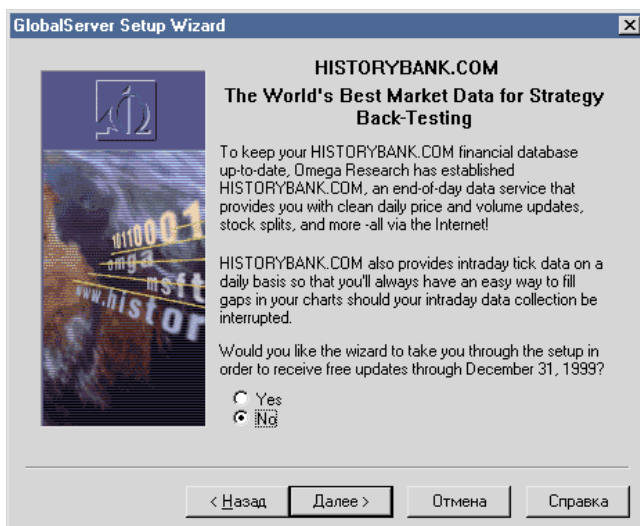 GlobalServer Setup Wizard
HISTORYBANK.COM
The World's Best Market Data for Strategy
Back-Testing
To keep your HISTORYBANK.COM financial database
up-to-date, Omega Research has established
HISTORYBANK.COM, an end-of-day data service that
provides you with clean daily price and volume updates,
stock splits, and more -all via the Internet!
HISTORYBANK.COM also provides intraday tick data on a
daily basis so that you'll always have an easy way to fill
gaps in your charts should your intraday data collection be
interrupted.
Would you like the wizard to take you through the setup in
order to receive free updates through December 31, 1999?
Yes
No
10110001
omega
msft
www.histor
< Назад
Далее >
Отмена
Справка